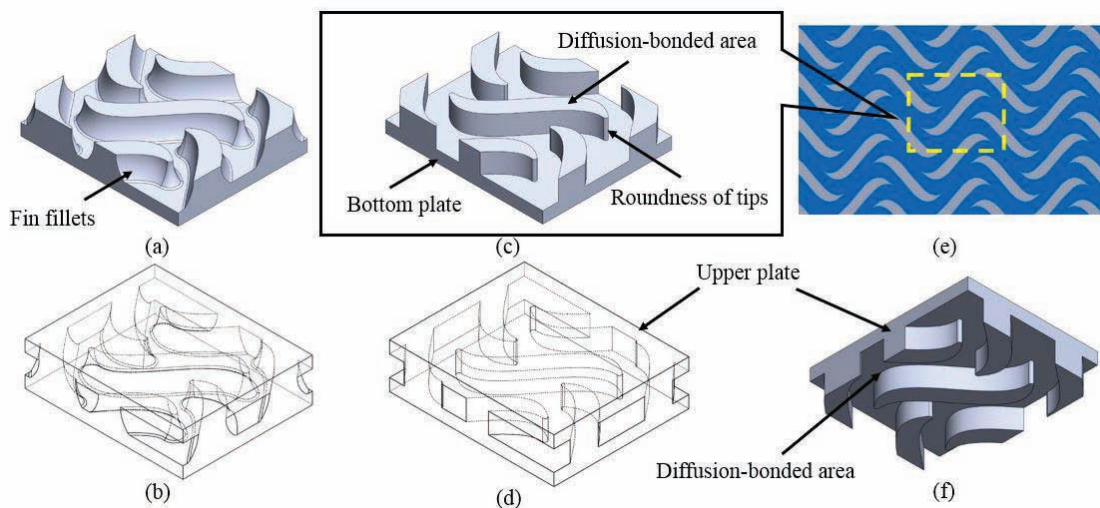 Diffusion-bonded area
Fin fillets
Bottom plate
Roundness of tips
(a)
(c)
(e)
Upper plate
Diffusion-bonded area
(b)
(d)
(f)